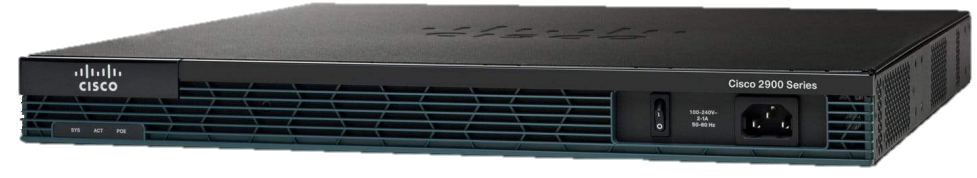 CISCO
Cisco 2900 Series
100-240V~
2-1A
50-60 Hz
SYS ACT POE